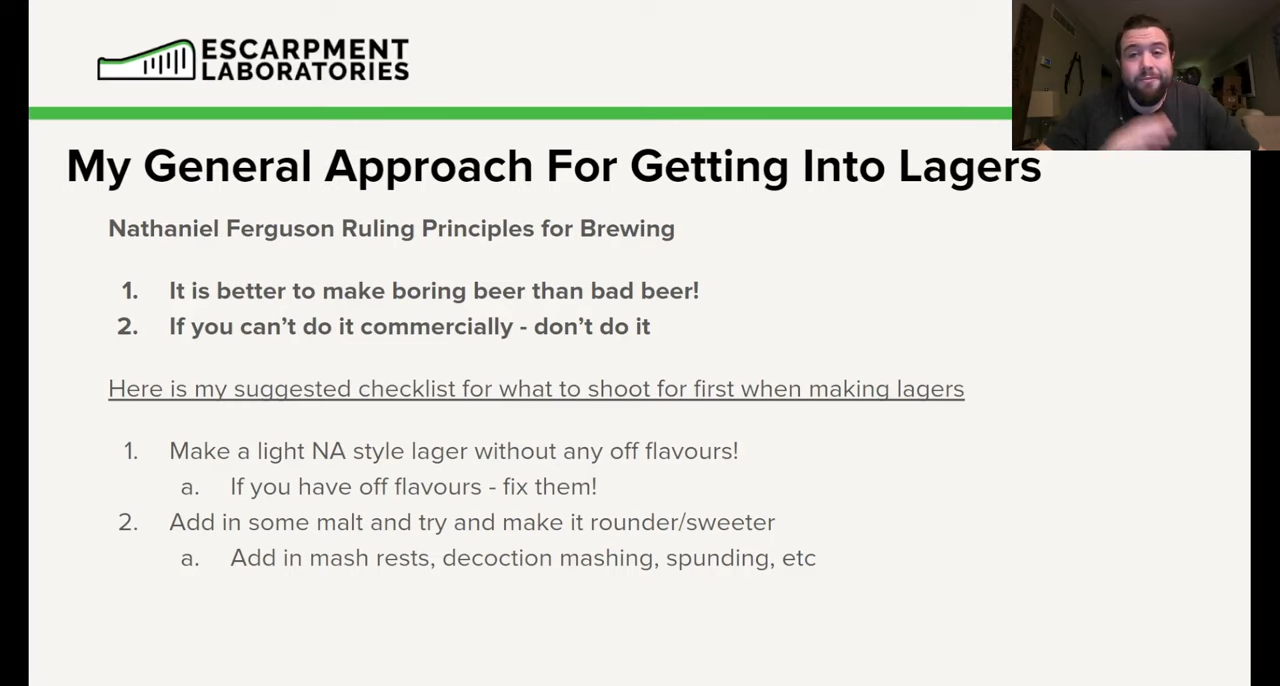 ESCARPMENT
LABORATORIES
My General Approach For Getting Into Lagers
Nathaniel Ferguson Ruling Principles for Brewing
1. It is better to make boring beer than bad beer!
2. If you can’t do it commercially - don’t do it
Here is my suggested checklist for what to shoot for first when making lagers
1. Make a light NA style lager without any off flavours!
a. If you have off flavours - fix them!
2. Add in some malt and try and make it rounder/sweeter
a. Add in mash rests, decoction mashing, spunding, etc